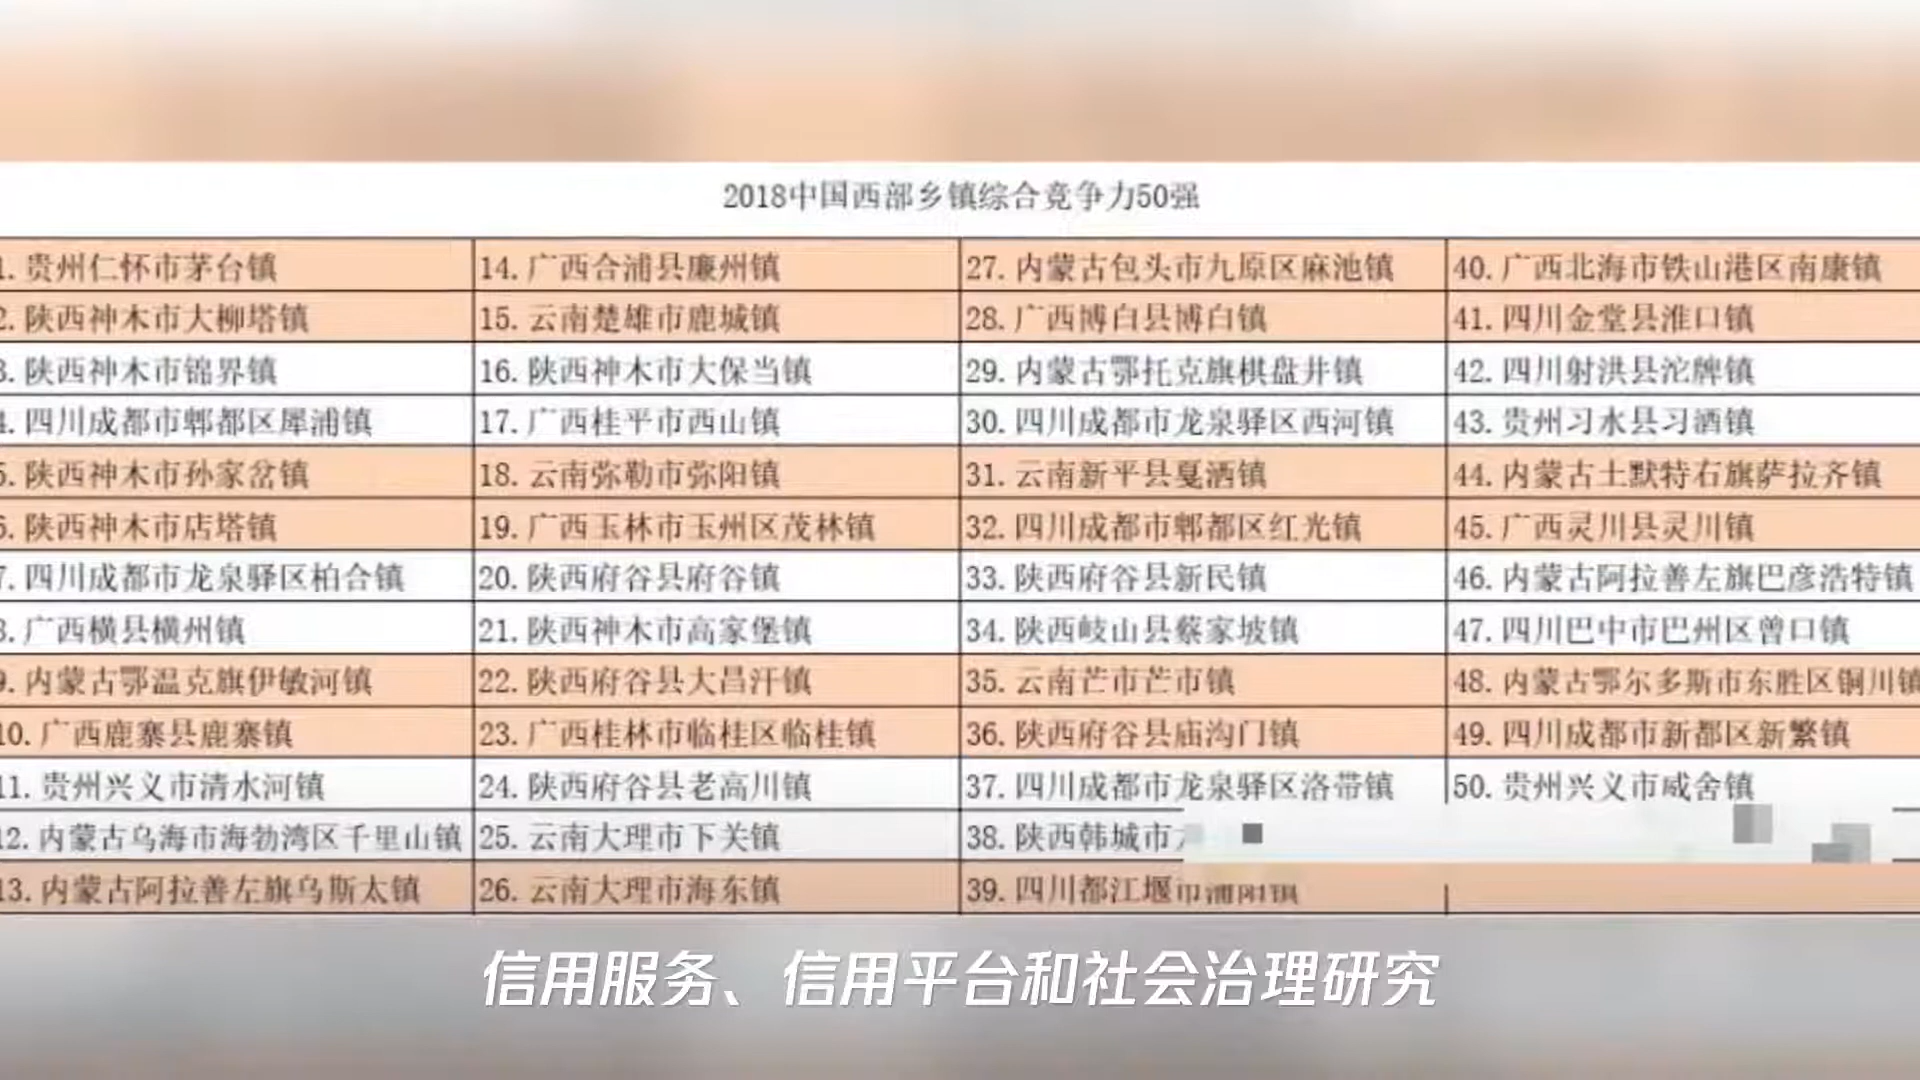 2018中国西部乡镇综合竞争力50强
1. 贵州仁怀市茅台镇 14. 广西合浦县廉州镇 27. 内蒙古包头市九原区麻池镇 40. 广西北海市铁山港区南康镇
2. 陕西神木市大柳塔镇 15. 云南楚雄市鹿城镇 28. 广西博白县博白镇 41. 四川金堂县淮口镇
3. 陕西神木市锦界镇 16. 陕西神木市大保当镇 29. 内蒙古鄂托克旗棋盘井镇 42. 四川射洪县沱牌镇
4. 四川成都市郫都区犀浦镇 17. 广西桂平市西山镇 30. 四川成都市龙泉驿区西河镇 43. 贵州习水县习酒镇
5. 陕西神木市孙家岔镇 18. 云南弥勒市弥阳镇 31. 云南新平县戛洒镇 44. 内蒙古土默特右旗萨拉齐镇
6. 陕西神木市店塔镇 19. 广西玉林市玉州区茂林镇 32. 四川成都市郫都区红光镇 45. 广西灵川县灵川镇
7. 四川成都市龙泉驿区柏合镇 20. 陕西府谷县府谷镇 33. 陕西府谷县新民镇 46. 内蒙古阿拉善左旗巴彦浩特镇
8. 广西横县横州镇 21. 陕西神木市高家堡镇 34. 陕西岐山县蔡家坡镇 47. 四川巴中市巴州区曾口镇
9. 内蒙古鄂温克旗伊敏河镇 22. 陕西府谷县大昌汗镇 35. 云南芒市芒市镇 48. 内蒙古鄂尔多斯市东胜区铜川镇
10. 广西鹿寨县鹿寨镇 23. 广西桂林市临桂区临桂镇 36. 陕西府谷县庙沟门镇 49. 四川成都市新都区新繁镇
11. 贵州兴义市清水河镇 24. 陕西府谷县老高川镇 37. 四川成都市龙泉驿区洛带镇 50. 贵州兴义市威舍镇
12. 内蒙古乌海市海勃湾区千里山镇 25. 云南大理市下关镇 38. 陕西韩城市
13. 内蒙古阿拉善左旗乌斯太镇 26. 云南大理市海东镇 39. 四川都江堰市蒲阳镇
信用服务、信用平台和社会治理研究